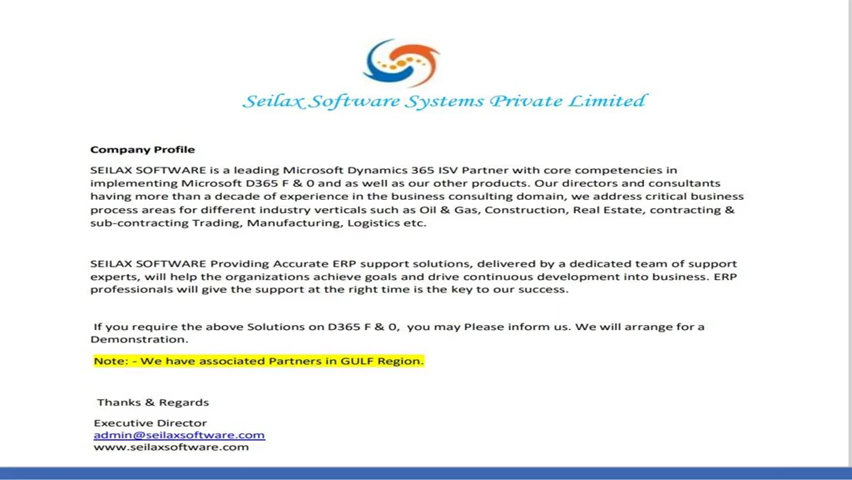 Seilax Software Systems Private Limited
Company Profile
SEILAX SOFTWARE is a leading Microsoft Dynamics 365 ISV Partner with core competencies in
implementing Microsoft D365 F & 0 and as well as our other products. Our directors and consultants
having more than a decade of experience in the business consulting domain, we address critical business
process areas for different industry verticals such as Oil & Gas, Construction, Real Estate, contracting &
sub-contracting Trading, Manufacturing, Logistics etc.
SEILAX SOFTWARE Providing Accurate ERP support solutions, delivered by a dedicated team of support
experts, will help the organizations achieve goals and drive continuous development into business. ERP
professionals will give the support at the right time is the key to our success.
If you require the above Solutions on D365 F & 0, you may Please inform us. We will arrange for a
Demonstration.
Note: - We have associated Partners in GULF Region.
Thanks & Regards
Executive Director
admin@seilaxsoftware.com
www.seilaxsoftware.com